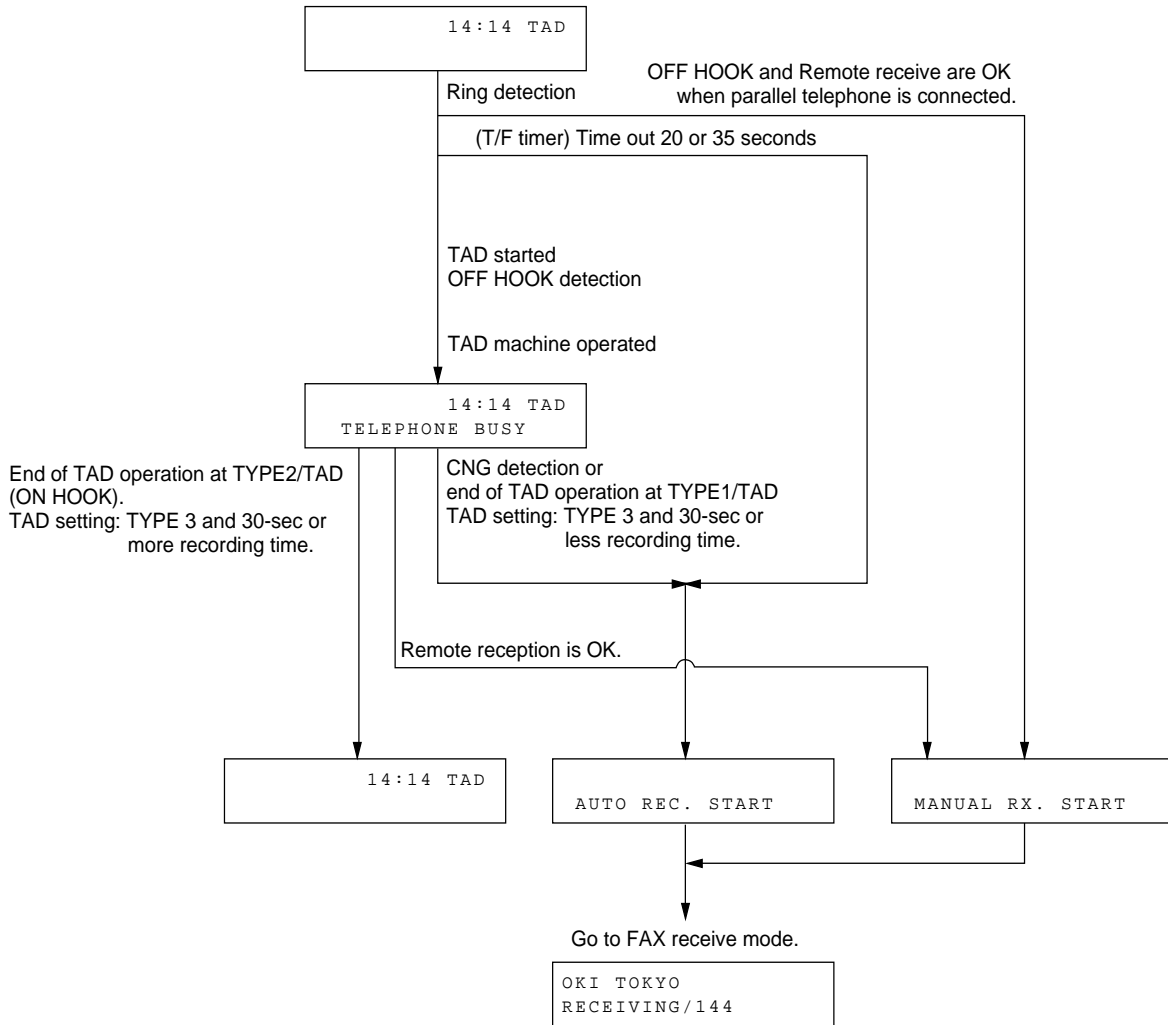 14:14 TAD
OFF HOOK and Remote receive are OK
when parallel telephone is connected.
Ring detection
(T/F timer) Time out 20 or 35 seconds
TAD started
OFF HOOK detection
TAD machine operated
14:14 TAD
TELEPHONE BUSY
End of TAD operation at TYPE2/TAD
(ON HOOK).
TAD setting: TYPE 3 and 30-sec or
more recording time.
CNG detection or
end of TAD operation at TYPE1/TAD
TAD setting: TYPE 3 and 30-sec or
less recording time.
Remote reception is OK.
14:14 TAD
AUTO REC. START
MANUAL RX. START
Go to FAX receive mode.
OKI TOKYO
RECEIVING/144